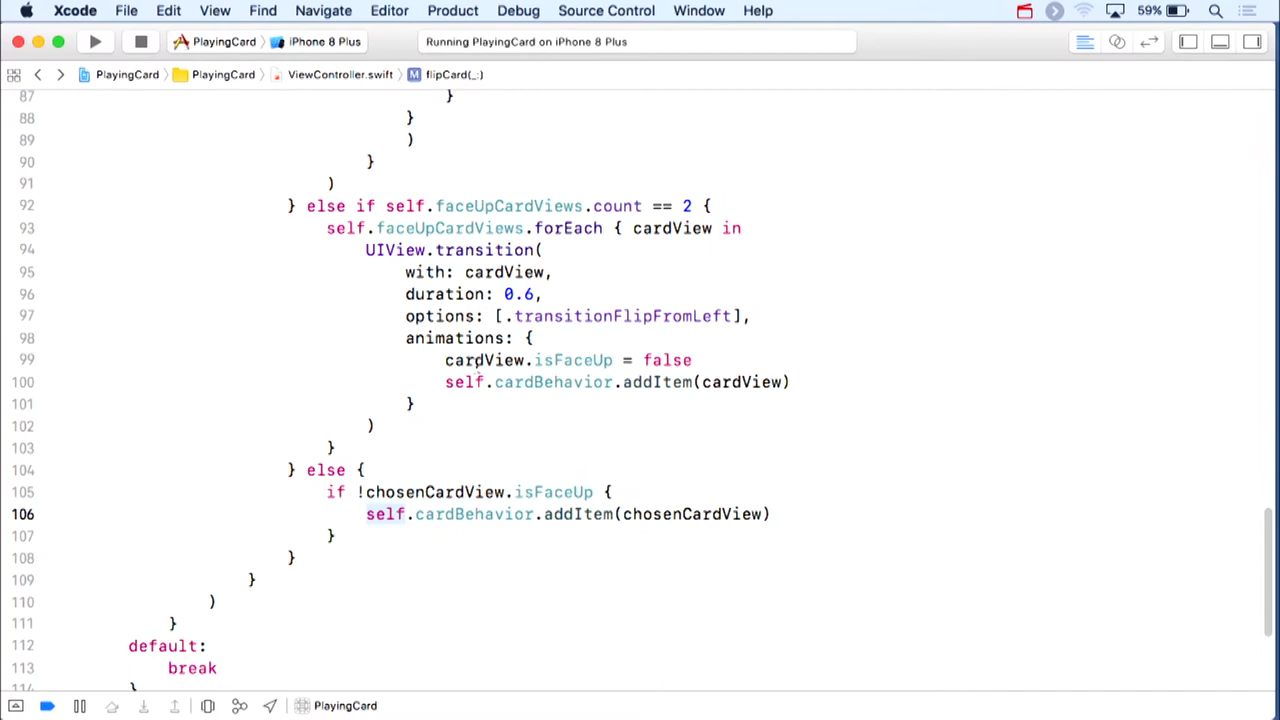 Xcode File Edit View Find Navigate Editor Product Debug Source Control Window Help 59%
PlayingCard iPhone 8 Plus Running PlayingCard on iPhone 8 Plus
PlayingCard PlayingCard ViewController.swift M flipCard(_:)
87 }
88 }
89 )
90 }
91 )
92 } else if self.faceUpCardViews.count == 2 {
93 self.faceUpCardViews.forEach { cardView in
94 UIView.transition(
95 with: cardView,
96 duration: 0.6,
97 options: [.transitionFlipFromLeft],
98 animations: {
99 cardView.isFaceUp = false
100 self.cardBehavior.addItem(cardView)
101 }
102 )
103 }
104 } else {
105 if !chosenCardView.isFaceUp {
106 self.cardBehavior.addItem(chosenCardView)
107 }
108 }
109 }
110 )
111 }
112 default:
113 break
114 }
PlayingCard